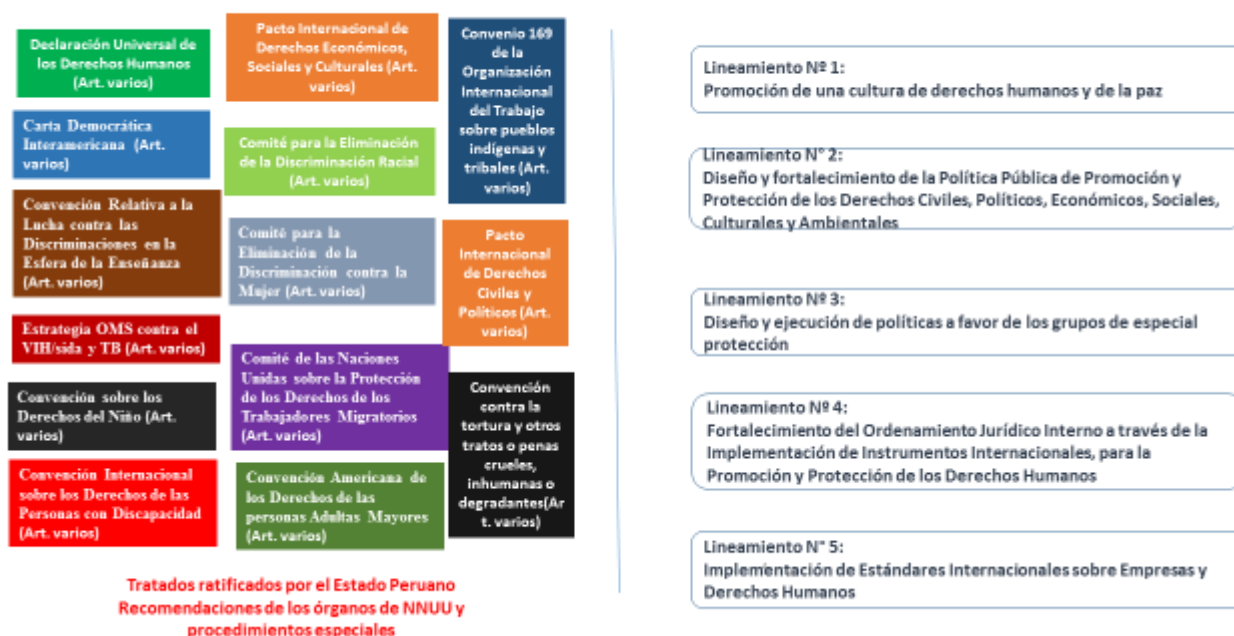 Declaración Universal de
los Derechos Humanos
(Art. varios)
Carta Democrática
Interamericana (Art.
varios)
Convención Relativa a la
Lucha contra las
Discriminaciones en la
Esfera de la Enseñanza
(Art. varios)
Estrategia OMS contra el
VIH/sida y TB (Art. varios)
Convención sobre los
Derechos del Niño (Art.
varios)
Convención Internacional
sobre los Derechos de las
Personas con Discapacidad
(Art. varios)
Pacto Internacional de
Derechos Económicos,
Sociales y Culturales (Art.
varios)
Comité para la Eliminación
de la Discriminación Racial
(Art. varios)
Comité para la
Eliminación de la
Discriminación contra la
Mujer (Art. varios)
Comité de las Naciones
Unidas sobre la Protección
de los Derechos de los
Trabajadores Migratorios
(Art. varios)
Convención Americana de
los Derechos de las
personas Adultas Mayores
(Art. varios)
Convenio 169
de la
Organización
Internacional
del Trabajo
sobre pueblos
indígenas y
tribales (Art.
varios)
Pacto
Internacional
de Derechos
Civiles y
Políticos (Art.
varios)
Convención
contra la
tortura y otros
tratos o penas
crueles,
inhumanas o
degradantes(Ar
t. varios)
Tratados ratificados por el Estado Peruano
Recomendaciones de los órganos de NNUU y
procedimientos especiales
Lineamiento Nº 1:
Promoción de una cultura de derechos humanos y de la paz
Lineamiento N° 2:
Diseño y fortalecimiento de la Política Pública de Promoción y
Protección de los Derechos Civiles, Políticos, Económicos, Sociales,
Culturales y Ambientales
Lineamiento Nº 3:
Diseño y ejecución de políticas a favor de los grupos de especial
protección
Lineamiento Nº 4:
Fortalecimiento del Ordenamiento Jurídico Interno a través de la
Implementación de Instrumentos Internacionales, para la
Promoción y Protección de los Derechos Humanos
Lineamiento N° 5:
Implementación de Estándares Internacionales sobre Empresas y
Derechos Humanos